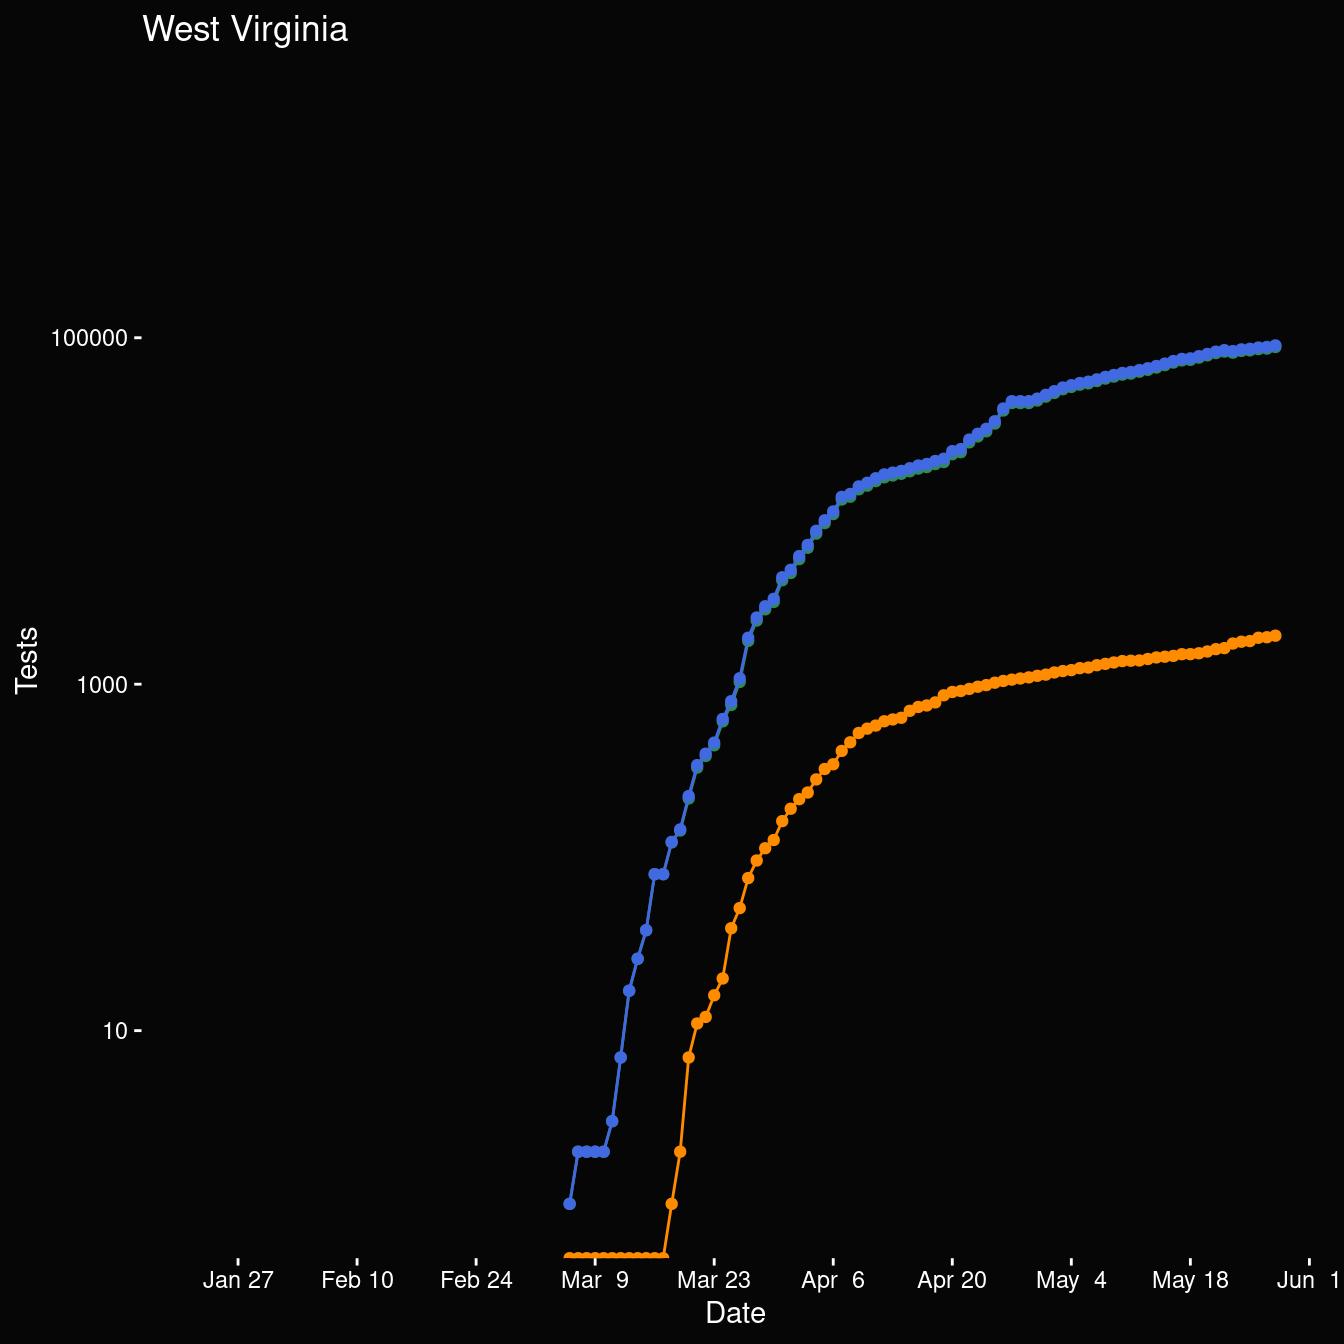 West Virginia
100000
1000
10
Tests
Jan 27
Feb 10
Feb 24
Mar  9
Mar 23
Apr  6
Apr 20
May  4
May 18
Jun  1
Date